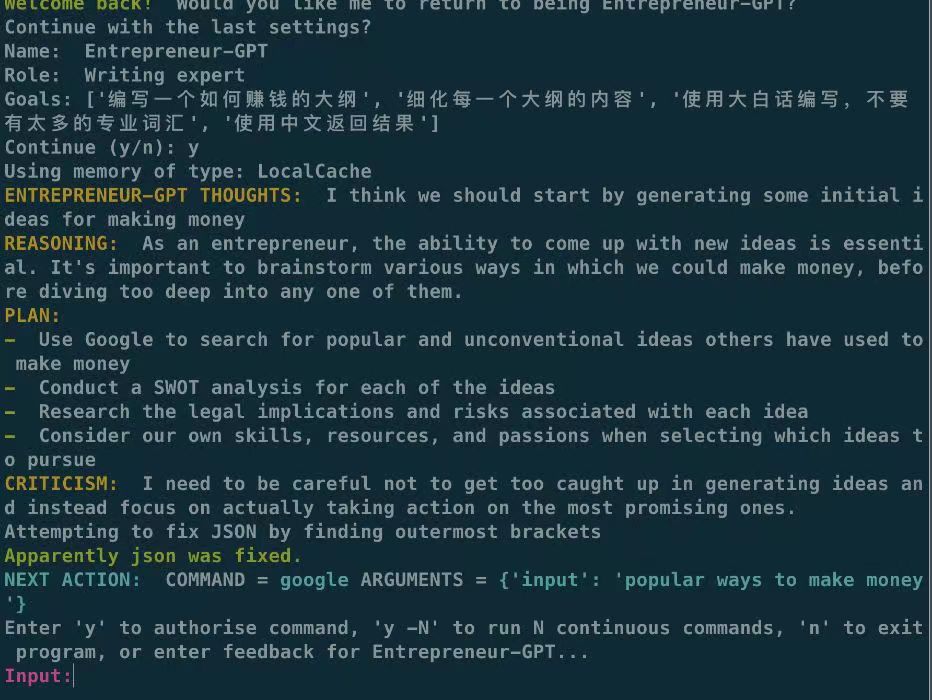 Welcome back!  Would you like me to return to being Entrepreneur-GPT?
Continue with the last settings?
Name:  Entrepreneur-GPT
Role:  Writing expert
Goals: ['编写一个如何赚钱的大纲', '细化每一个大纲的内容', '使用大白话编写，不要
有太多的专业词汇', '使用中文返回结果']
Continue (y/n): y
Using memory of type: LocalCache
ENTREPRENEUR-GPT THOUGHTS:  I think we should start by generating some initial i
deas for making money
REASONING:  As an entrepreneur, the ability to come up with new ideas is essenti
al. It's important to brainstorm various ways in which we could make money, befo
re diving too deep into any one of them.
PLAN:
-  Use Google to search for popular and unconventional ideas others have used to
 make money
-  Conduct a SWOT analysis for each of the ideas
-  Research the legal implications and risks associated with each idea
-  Consider our own skills, resources, and passions when selecting which ideas t
o pursue
CRITICISM:  I need to be careful not to get too caught up in generating ideas an
d instead focus on actually taking action on the most promising ones.
Attempting to fix JSON by finding outermost brackets
Apparently json was fixed.
NEXT ACTION:  COMMAND = google ARGUMENTS = {'input': 'popular ways to make money
'}
Enter 'y' to authorise command, 'y -N' to run N continuous commands, 'n' to exit
 program, or enter feedback for Entrepreneur-GPT...
Input: